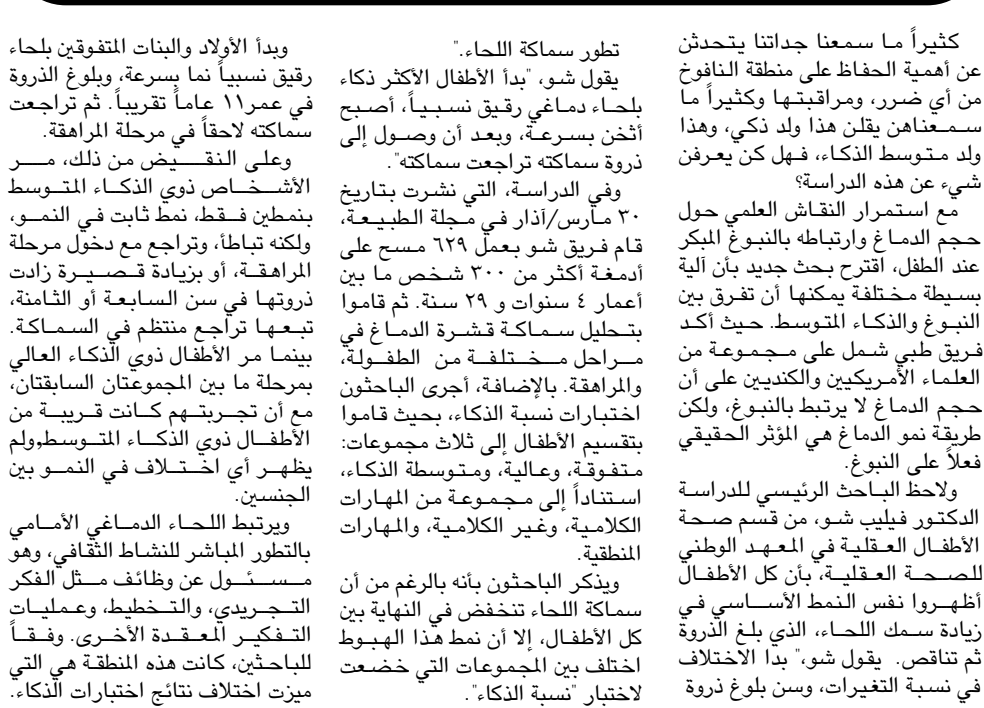 كثيراً ما سمعنا جداتنا يتحدثن
عن أهمية الحفاظ على منطقة النافوخ
من أي ضرر، ومراقبتها وكثيراً ما
سمعناهن يقلن هذا ولد ذكي، وهذا
ولد متوسط الذكاء، فهل كن يعرفن
شيء عن هذه الدراسة؟
مع استمرار النقاش العلمي حول
حجم الدماغ وارتباطه بالنبوغ المبكر
عند الطفل، اقترح بحث جديد بأن آلية
بسيطة مختلفة يمكنها أن تفرق بين
النبوغ والذكاء المتوسط. حيث أكد
فريق طبي شمل على مجموعة من
العلماء الأمريكيين والكنديين على أن
حجم الدماغ لا يرتبط بالنبوغ، ولكن
طريقة نمو الدماغ هي المؤثر الحقيقي
فعلاً على النبوغ.
ولاحظ الباحث الرئيسي للدراسة
الدكتور فيليب شو، من قسم صحة
الأطفال العقلية في المعهد الوطني
للصحة العقلية، بأن كل الأطفال
أظهروا نفس النمط الأساسي في
زيادة سمك اللحاء، الذي بلغ الذروة
ثم تناقص. يقول شو،" بدا الاختلاف
في نسبة التغيرات، وسن بلوغ ذروة
تطور سماكة اللحاء."
يقول شو، "بدأ الأطفال الأكثر ذكاء
بلحاء دماغي رقيق نسبياً، أصبح
أثخن بسرعة، وبعد أن وصول إلى
ذروة سماكته تراجعت سماكته".
وفي الدراسة، التي نشرت بتاريخ
٣٠ مارس/آذار في مجلة الطبيعة،
قام فريق شو بعمل ٦٢٩ مسح على
أدمغة أكثر من ٣٠٠ شخص ما بين
أعمار ٤ سنوات و ٢٩ سنة. ثم قاموا
بتحليل سماكة قشرة الدماغ في
مراحل مختلفة من الطفولة،
والمراهقة. بالإضافة، أجرى الباحثون
اختبارات نسبة الذكاء، بحيث قاموا
بتقسيم الأطفال إلى ثلاث مجموعات:
متفوقة، وعالية، ومتوسطة الذكاء،
استناداً إلى مجموعة من المهارات
الكلامية، وغير الكلامية، والمهارات
المنطقية.
ويذكر الباحثون بأنه بالرغم من أن
سماكة اللحاء تنخفض في النهاية بين
كل الأطفال، إلا أن نمط هذا الهبوط
اختلف بين المجموعات التي خضعت
لاختبار "نسبة الذكاء".
وبدأ الأولاد والبنات المتفوقين بلحاء
رقيق نسبياً نما بسرعة، وبلوغ الذروة
في عمر١١ عاماً تقريباً. ثم تراجعت
سماكته لاحقاً في مرحلة المراهقة.
وعلى النقيض من ذلك، مر
الأشخاص ذوي الذكاء المتوسط
بنمطين فقط، نمط ثابت في النمو،
ولكنه تباطأ، وتراجع مع دخول مرحلة
المراهقة، أو بزيادة قصيرة زادت
ذروتها في سن السابعة أو الثامنة،
تبعها تراجع منتظم في السماكة.
بينما مر الأطفال ذوي الذكاء العالي
بمرحلة ما بين المجموعتان السابقتان،
مع أن تجربتهم كانت قريبة من
الأطفال ذوي الذكاء المتوسط,ولم
يظهر أي اختلاف في النمو بين
الجنسين.
ويرتبط اللحاء الدماغي الأمامي
بالتطور المباشر للنشاط الثقافي، وهو
مسئول عن وظائف مثل الفكر
التجريدي، والتخطيط، وعمليات
التفكير المعقدة الأخرى. وفقاً
للباحثين، كانت هذه المنطقة هي التي
ميزت اختلاف نتائج اختبارات الذكاء.